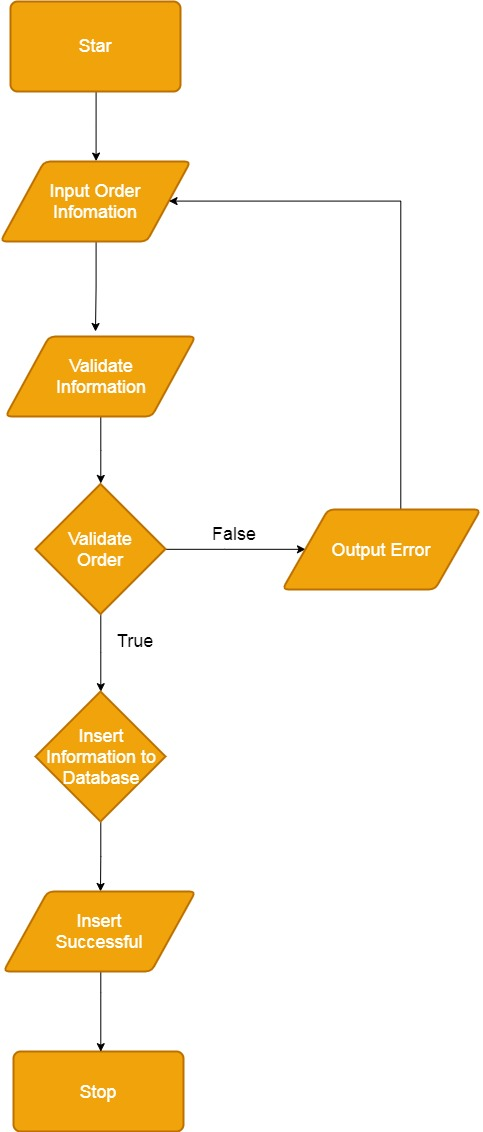 Star
Input Order
Infomation
Validate
Information
Validate
Order
False
Output Error
True
Insert
Information to
Database
Insert
Successful
Stop